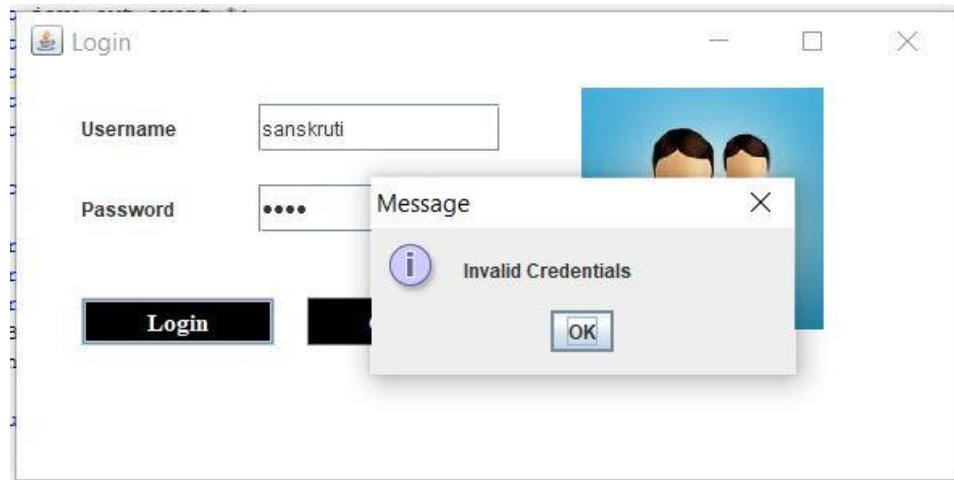 Login
Username
sanskruti
Password
••••
Message
Invalid Credentials
OK
Login